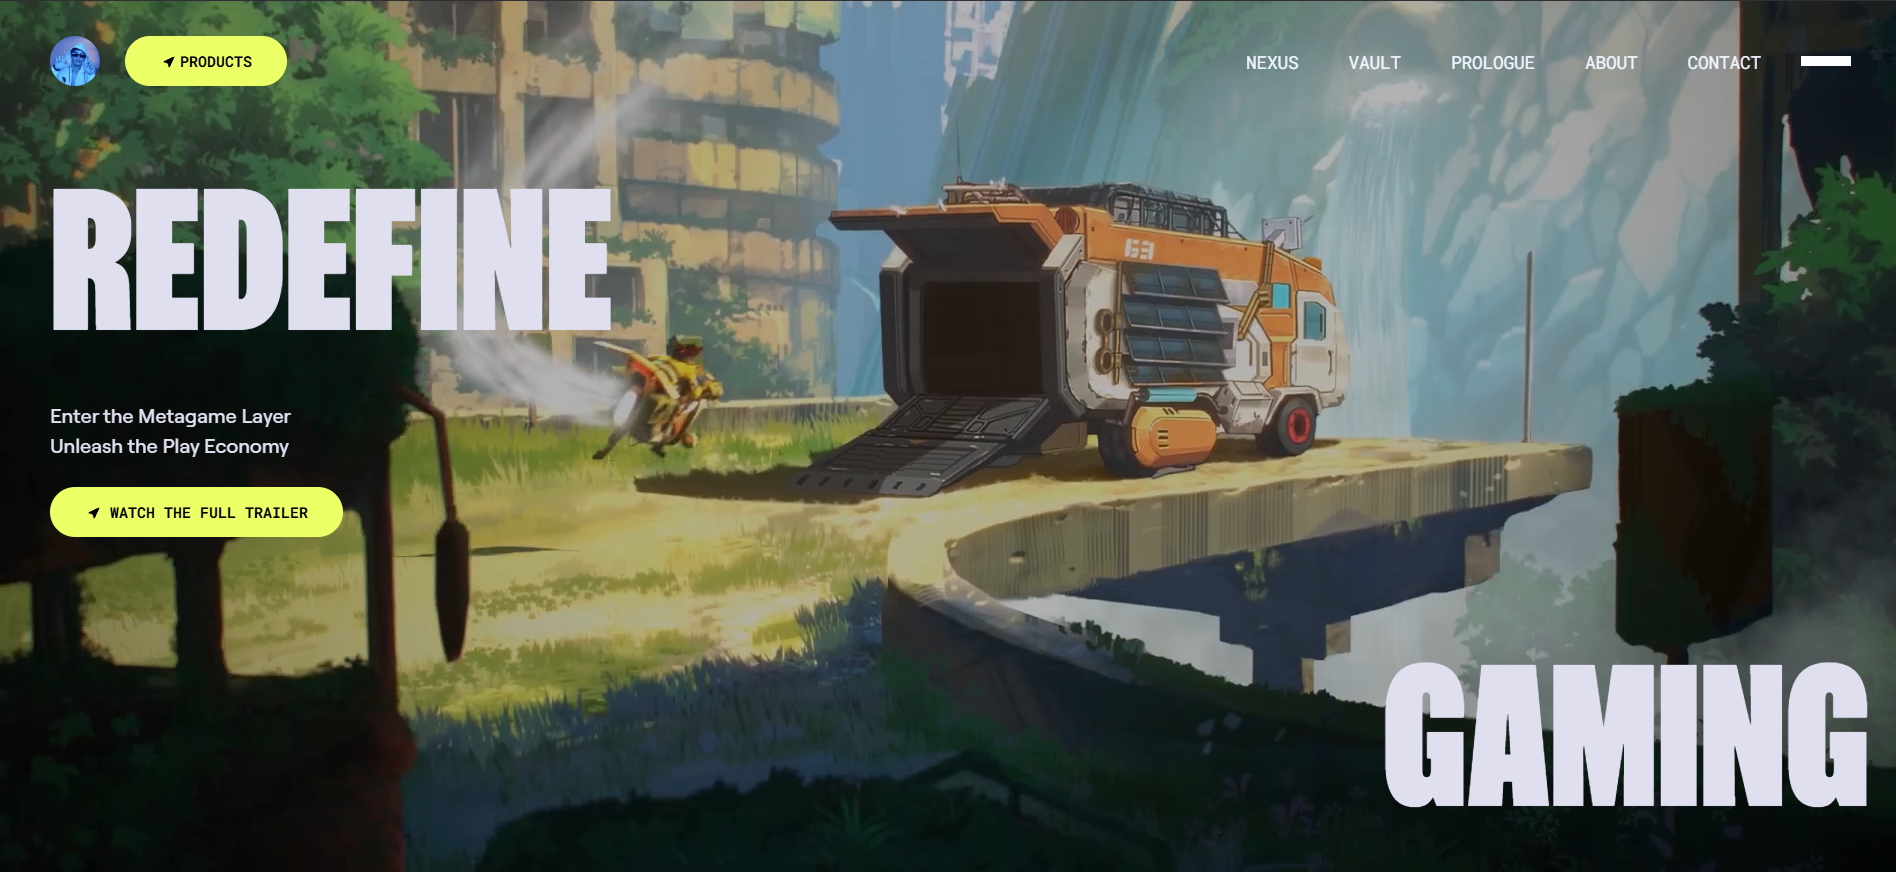 PRODUCTS
NEXUS
VAULT
PROLOGUE
ABOUT
CONTACT
REDEFINE
63
Enter the Metagame Layer
Unleash the Play Economy
WATCH THE FULL TRAILER
GAMING